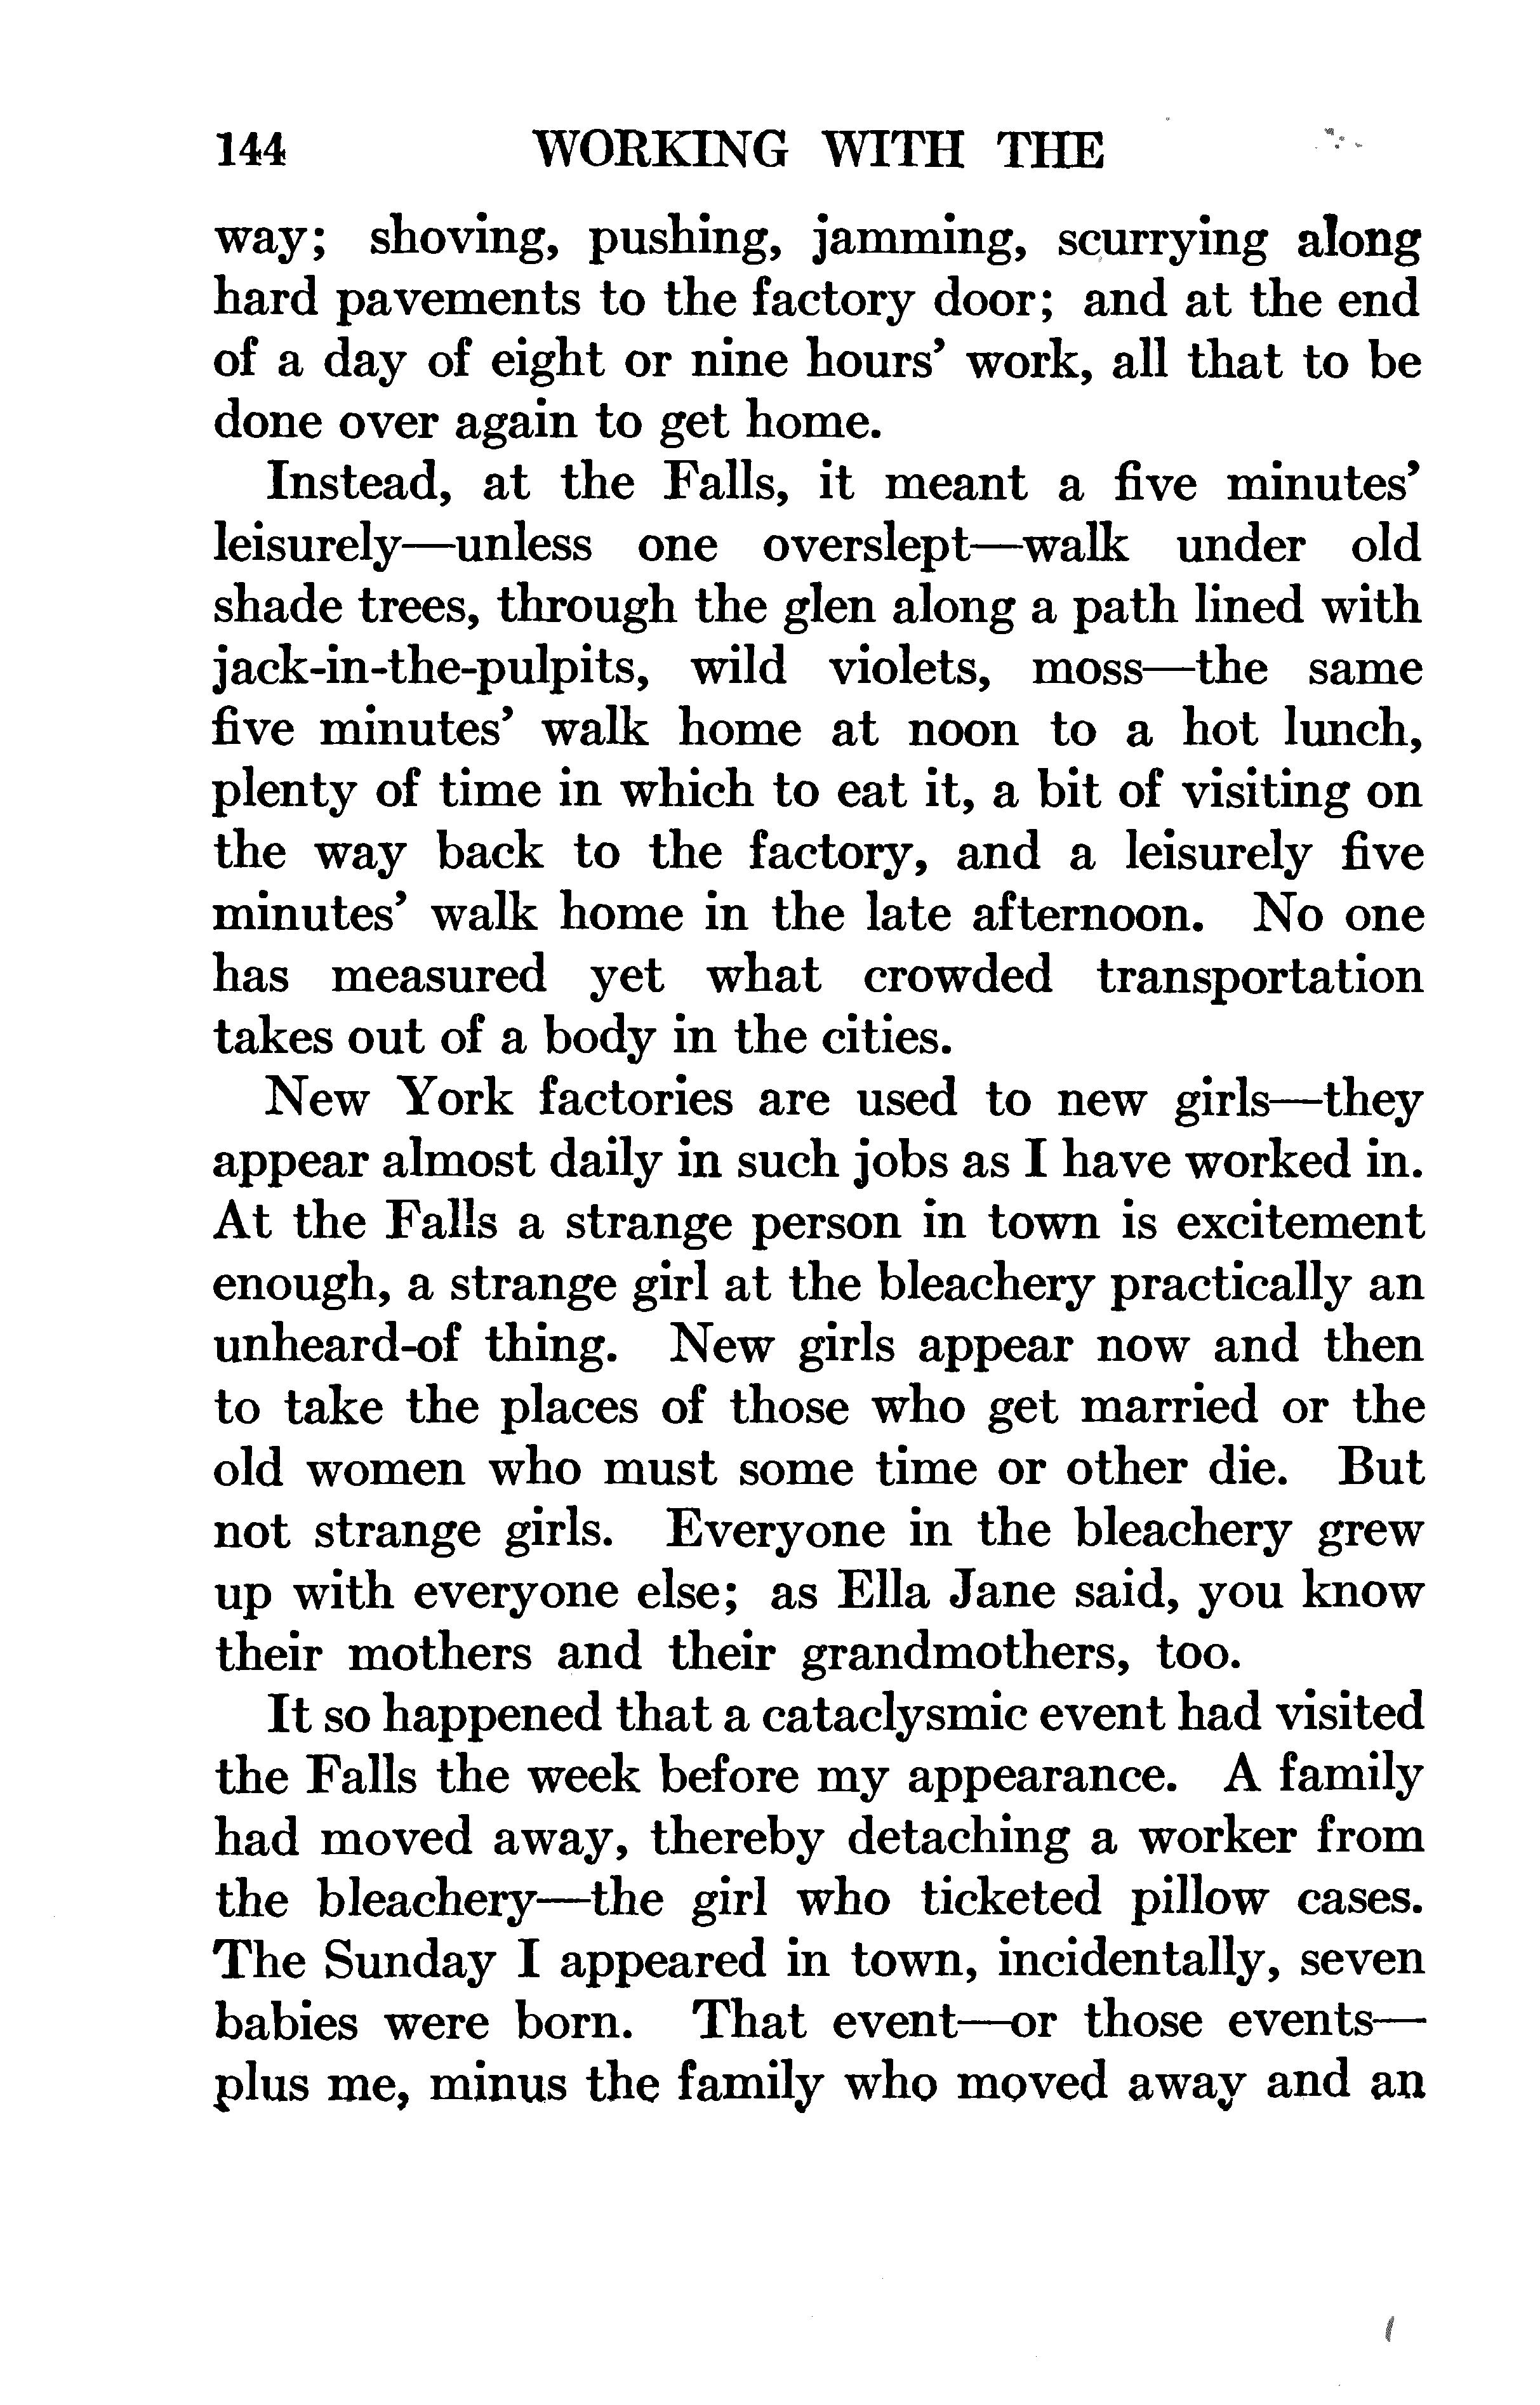 144 WORKING WITH THE
way; shoving, pushing, jamming, scurrying along
hard pavements to the factory door; and at the end
of a day of eight or nine hours’ work, all that to be
done over again to get home.
Instead, at the Falls, it meant a five minutes’
leisurely—unless one overslept—walk under old
shade trees, through the glen along a path lined with
jack-in-the-pulpits, wild violets, moss—the same
five minutes’ walk home at noon to a hot lunch,
plenty of time in which to eat it, a bit of visiting on
the way back to the factory, and a leisurely five
minutes’ walk home in the late afternoon. No one
has measured yet what crowded transportation
takes out of a body in the cities.
New York factories are used to new girls—they
appear almost daily in such jobs as I have worked in.
At the Falls a strange person in town is excitement
enough, a strange girl at the bleachery practically an
unheard-of thing. New girls appear now and then
to take the places of those who get married or the
old women who must some time or other die. But
not strange girls. Everyone in the bleachery grew
up with everyone else; as Ella Jane said, you know
their mothers and their grandmothers, too.
It so happened that a cataclysmic event had visited
the Falls the week before my appearance. A family
had moved away, thereby detaching a worker from
the bleachery—the girl who ticketed pillow cases.
The Sunday I appeared in town, incidentally, seven
babies were born. That event—or those events—
plus me, minus the family who moved away and an